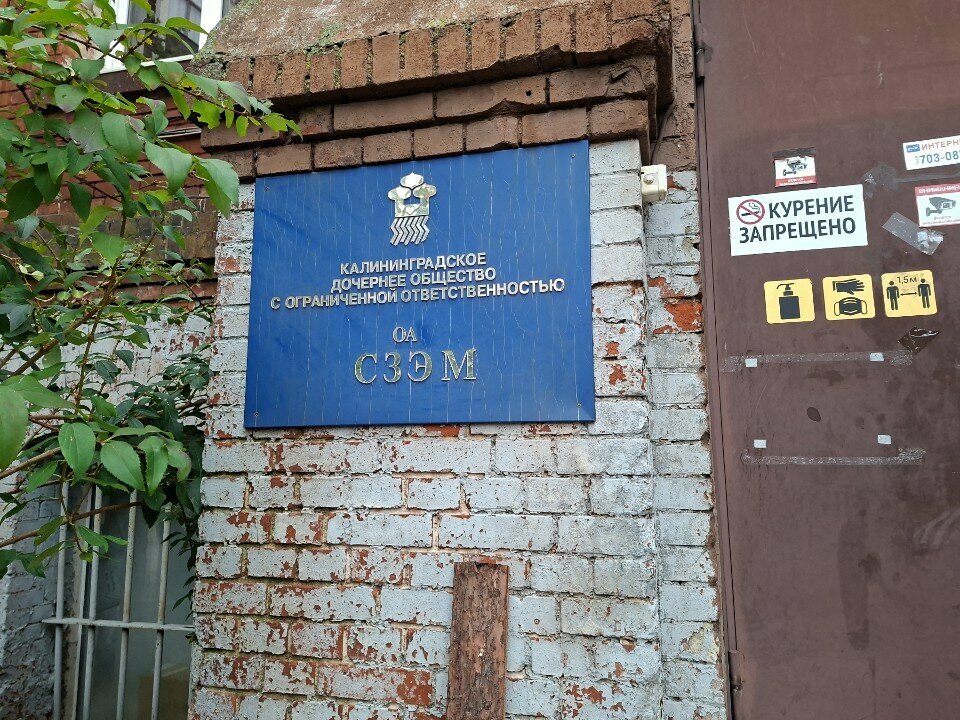 КАЛИНИНГРАДСКОЕ
ДОЧЕРНЕЕ ОБЩЕСТВО
С ОГРАНИЧЕННОЙ ОТВЕТСТВЕННОСТЬЮ
ОА
СЗЭМ
КУРЕНИЕ
ЗАПРЕЩЕНО
1,5м